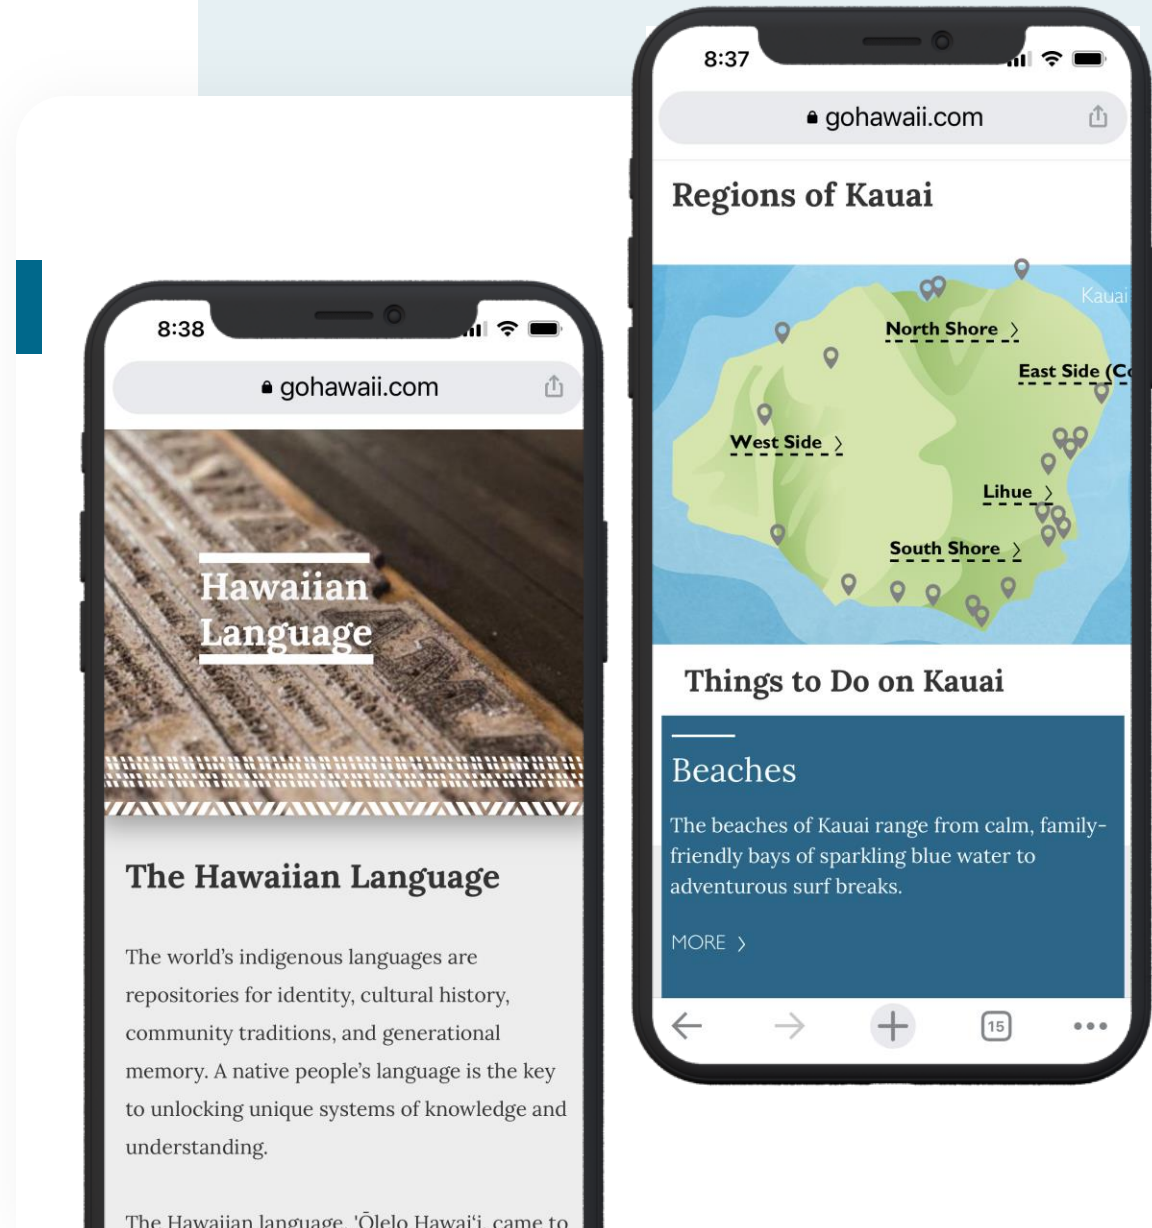 8:37
gohawaii.com
Regions of Kauai
Kauai
North Shore
East Side (Co
West Side
Lihue
South Shore
Things to Do on Kauai
Beaches
The beaches of Kauai range from calm, family-
friendly bays of sparkling blue water to
adventurous surf breaks.
MORE
15
8:38
gohawaii.com
Hawaiian
Language
The Hawaiian Language
The world’s indigenous languages are
repositories for identity, cultural history,
community traditions, and generational
memory. A native people’s language is the key
to unlocking unique systems of knowledge and
understanding.
The Hawaiian language, 'Ōlelo Hawai‘i, came to